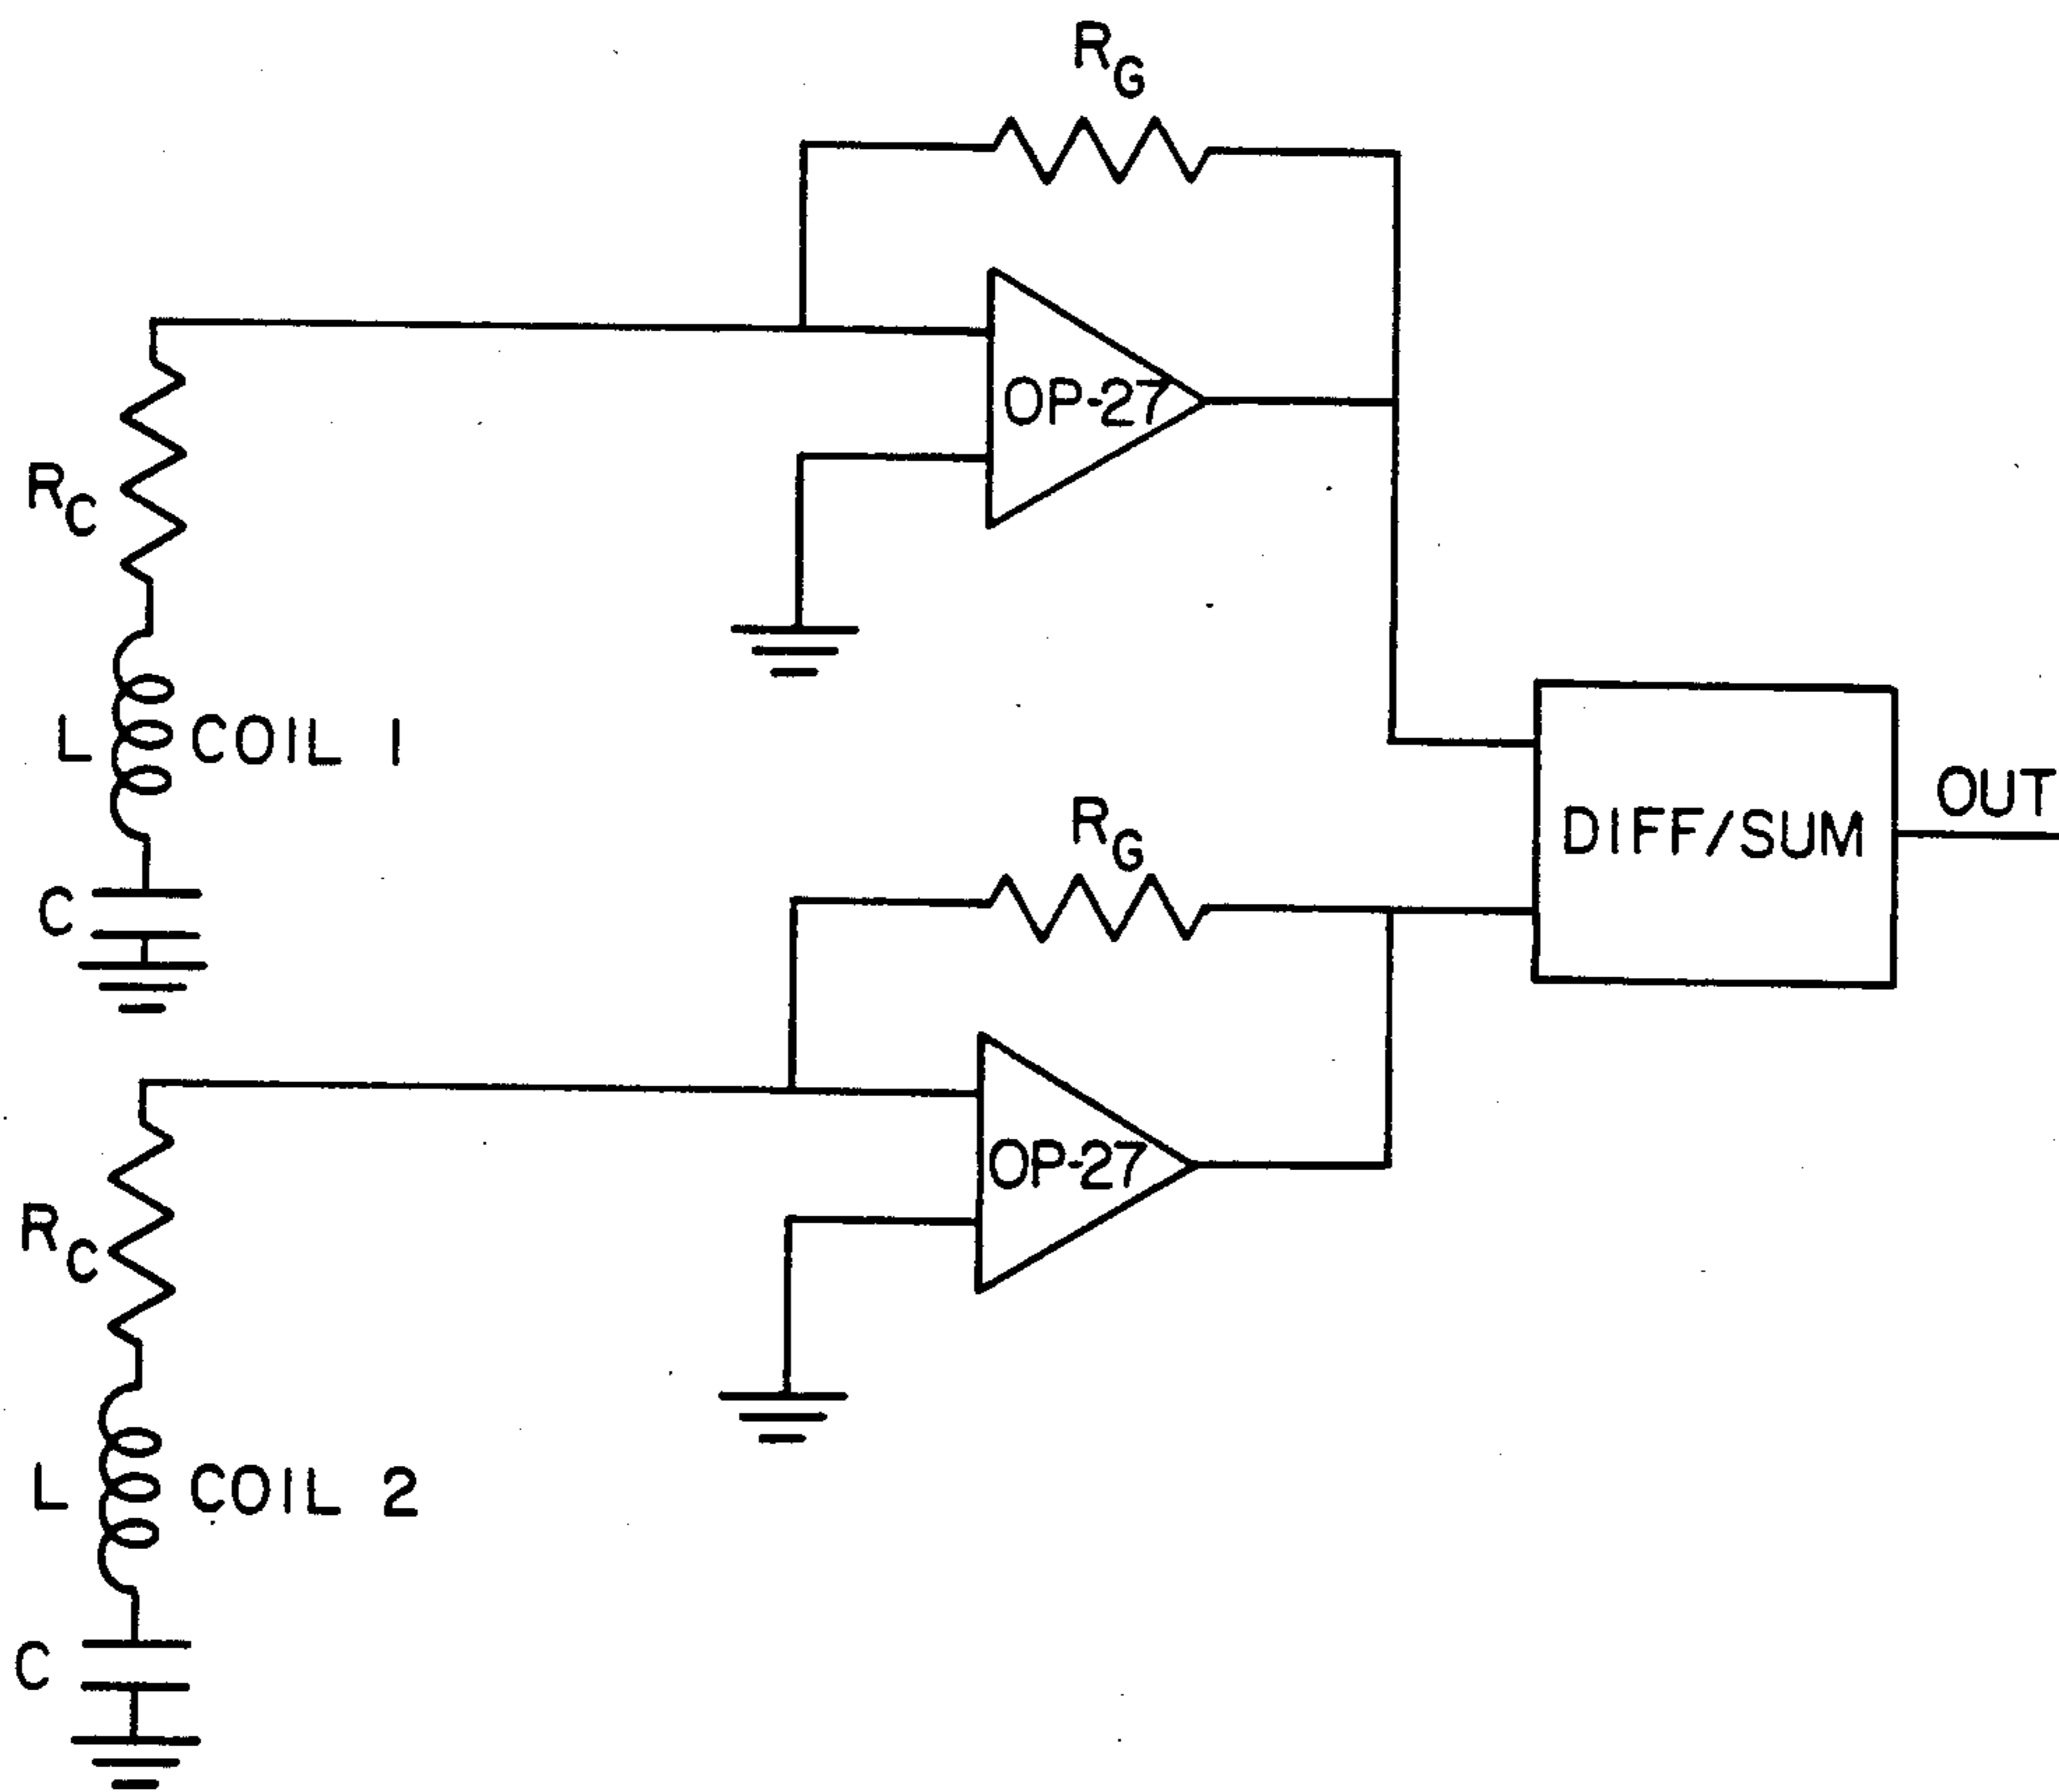 R_G
OP-27
R_C
L COIL 1
C
R_G
DIFF/SUM
OUT
OP-27
R_C
L COIL 2
C